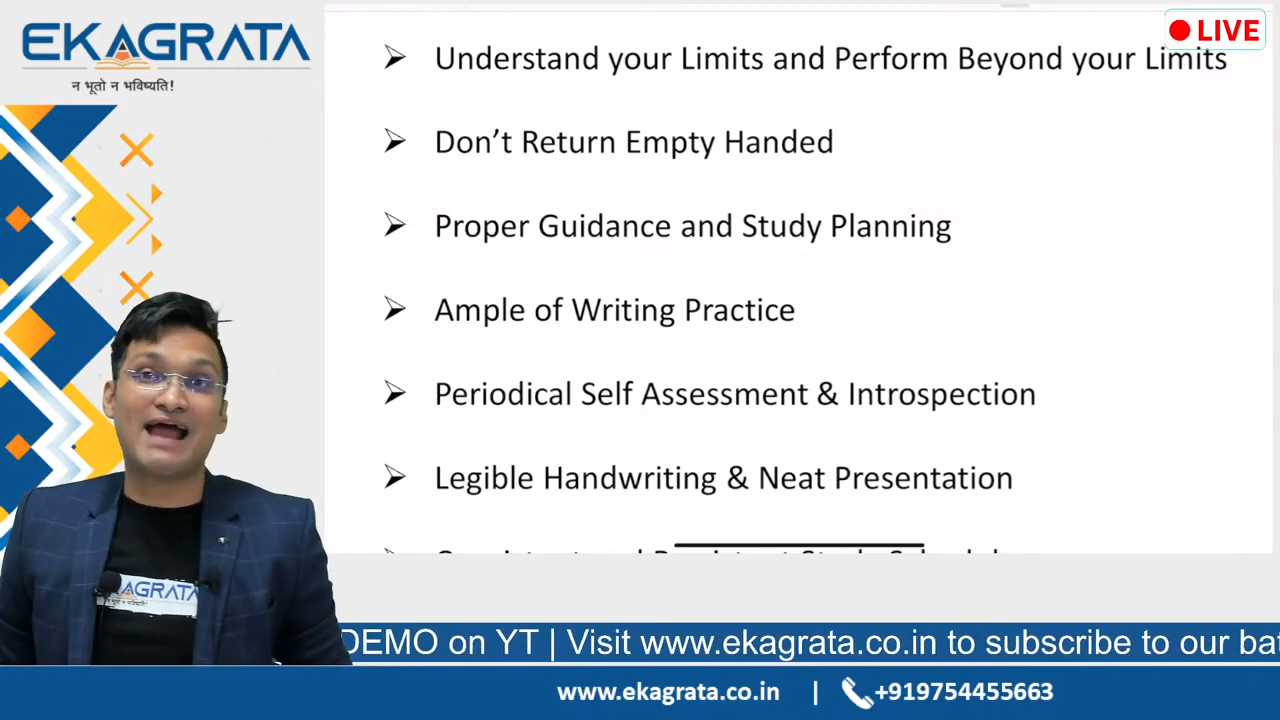 EKAGRATA
न भूतो न भविष्यति!
LIVE
Understand your Limits and Perform Beyond your Limits
Don't Return Empty Handed
Proper Guidance and Study Planning
Ample of Writing Practice
Periodical Self Assessment & Introspection
Legible Handwriting & Neat Presentation
EKAGRATA
DEMO on YT | Visit www.ekagrata.co.in to subscribe to our bat
www.ekagrata.co.in | +919754455663